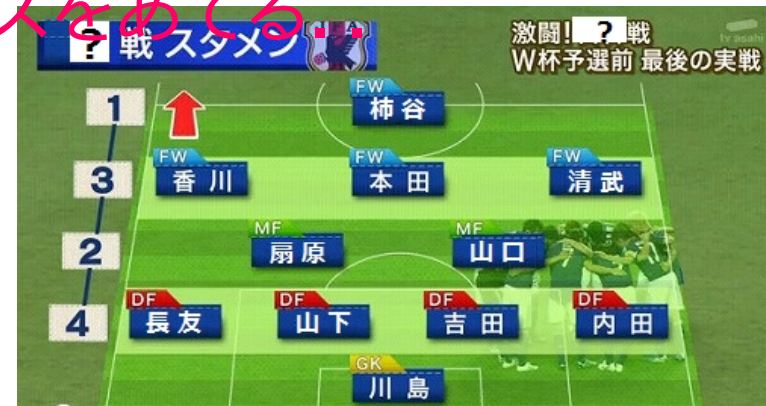 スをめてる...
? 戦 スタメン
激闘! ? 戦
W杯予選前 最後の実戦
tv asahi
1
FW
柿谷
3
FW
香川
FW
本田
FW
清武
2
MF
扇原
MF
山口
4
DF
長友
DF
山下
DF
吉田
DF
内田
GK
川島